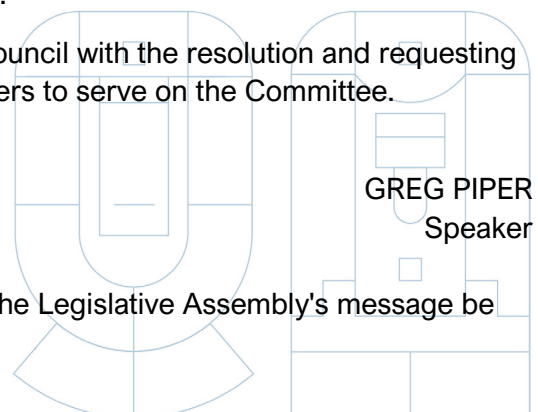 ouncil with the resolution and requesting
ers to serve on the Committee.
GREG PIPER
Speaker
he Legislative Assembly's message be